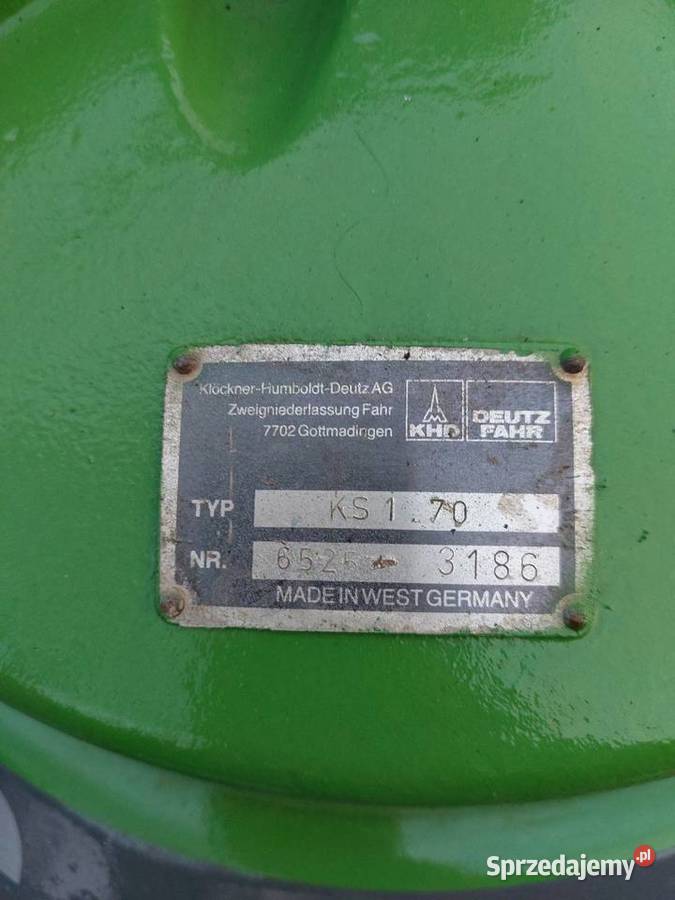 Klöckner-Humboldt-Deutz AG
Zweigniederlassung Fahr
7702 Gottmadingen
KHD
DEUTZ
FAHR
TYP KS 1.70
NR. 6525 - 3186
MADE IN WEST GERMANY
Sprzedajemy.pl